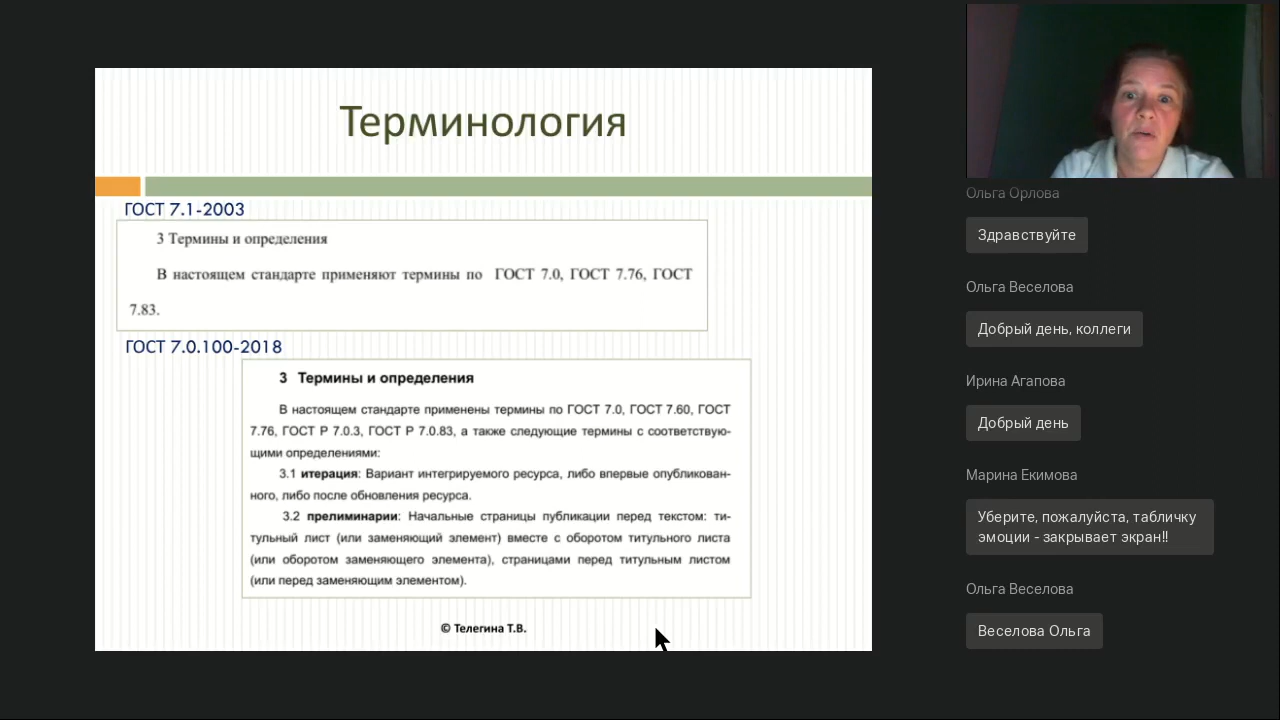 Терминология
ГОСТ 7.1-2003
3 Термины и определения
В настоящем стандарте применяют термины по ГОСТ 7.0, ГОСТ 7.76, ГОСТ
7.83.
ГОСТ 7.0.100-2018
3 Термины и определения
В настоящем стандарте применены термины по ГОСТ 7.0, ГОСТ 7.60, ГОСТ
7.76, ГОСТ Р 7.0.3, ГОСТ Р 7.0.83, а также следующие термины с соответствую-
щими определениями:
3.1 итерация: Вариант интегрируемого ресурса, либо впервые опубликован-
ного, либо после обновления ресурса.
3.2 прелиминарии: Начальные страницы публикации перед текстом: ти-
тульный лист (или заменяющий элемент) вместе с оборотом титульного листа
(или оборотом заменяющего элемента), страницами перед титульным листом
(или перед заменяющим элементом).
© Телегина Т.В.
Ольга Орлова
Здравствуйте
Ольга Веселова
Добрый день, коллеги
Ирина Агапова
Добрый день
Марина Екимова
Уберите, пожалуйста, табличку
эмоции - закрывает экран!!
Ольга Веселова
Веселова Ольга